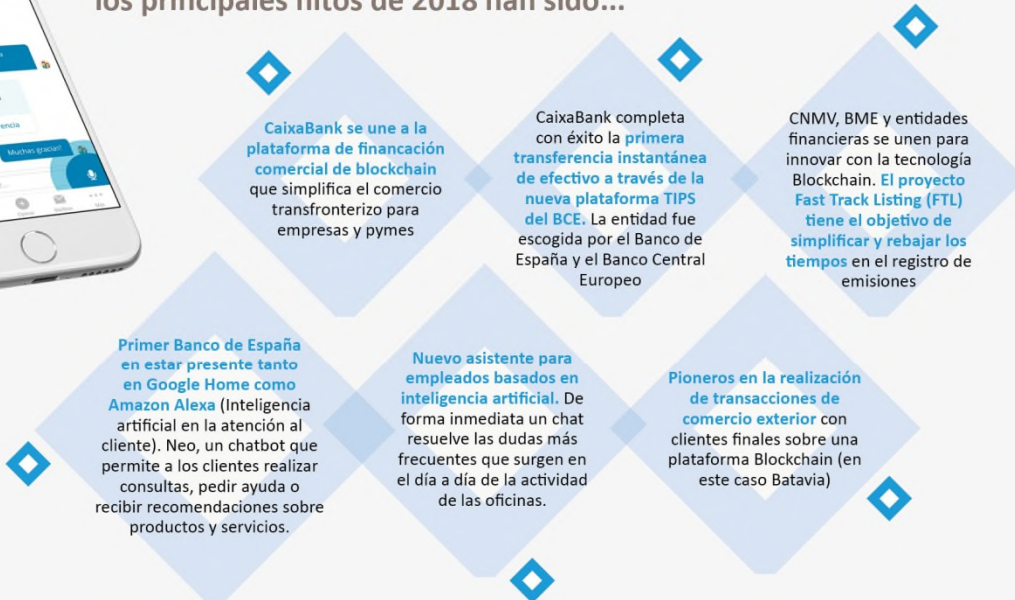 los principales hitos de 2018 han sido...
Muchas gracias!
CaixaBank se une a la
plataforma de financación
comercial de blockchain
que simplifica el comercio
transfronterizo para
empresas y pymes
CaixaBank completa
con éxito la primera
transferencia instantánea
de efectivo a través de la
nueva plataforma TIPS
del BCE. La entidad fue
escogida por el Banco de
España y el Banco Central
Europeo
CNMV, BME y entidades
financieras se unen para
innovar con la tecnología
Blockchain. El proyecto
Fast Track Listing (FTL)
tiene el objetivo de
simplificar y rebajar los
tiempos en el registro de
emisiones
Primer Banco de España
en estar presente tanto
en Google Home como
Amazon Alexa (Inteligencia
artificial en la atención al
cliente). Neo, un chatbot que
permite a los clientes realizar
consultas, pedir ayuda o
recibir recomendaciones sobre
productos y servicios.
Nuevo asistente para
empleados basados en
inteligencia artificial. De
forma inmediata un chat
resuelve las dudas más
frecuentes que surgen en
el día a día de la actividad
de las oficinas.
Pioneros en la realización
de transacciones de
comercio exterior con
clientes finales sobre una
plataforma Blockchain (en
este caso Batavia)